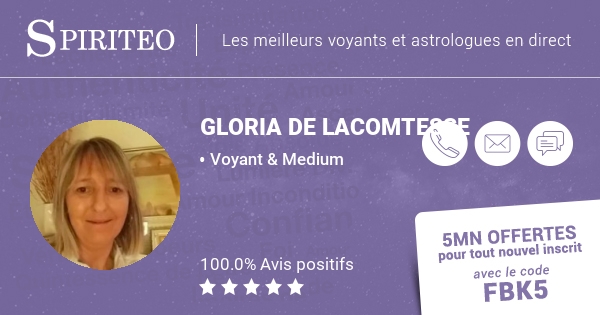 SPIRITEO
Les meilleurs voyants et astrologues en direct
GLORIA DE LACOMTESSE
• Voyant & Medium
100.0% Avis positifs
5MN OFFERTES
pour tout nouvel inscrit
avec le code
FBK5